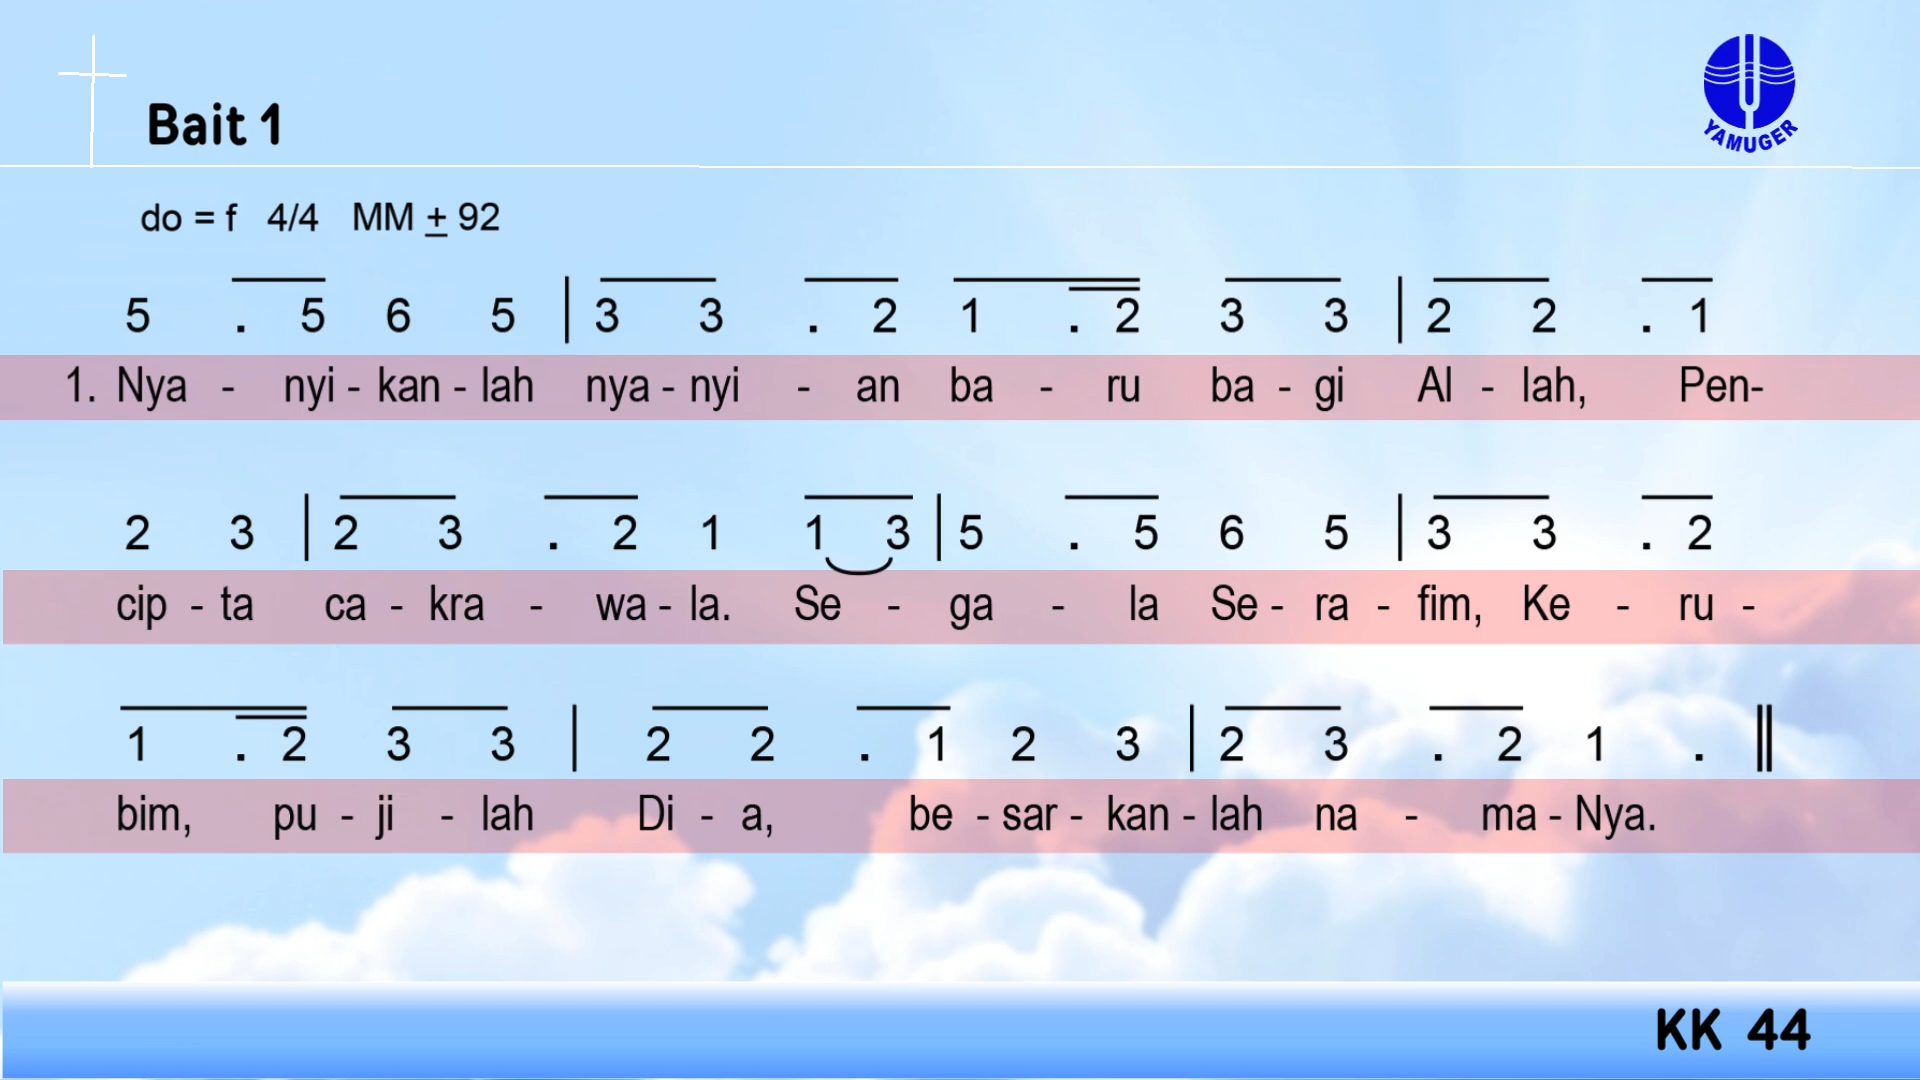 Bait 1
YAMUGER
do = f 4/4 MM ± 92
5 . 5 6 5 | 3 3 . 2 1 . 2 3 3 | 2 2 . 1
1. Nya - nyi - kan - lah nya - nyi - an ba - ru ba - gi Al - lah, Pen-
2 3 | 2 3 . 2 1 1 3 | 5 . 5 6 5 | 3 3 . 2
cip - ta ca - kra - wa - la. Se - ga - la Se - ra - fim, Ke - ru -
1 . 2 3 3 | 2 2 . 1 2 3 | 2 3 . 2 1 . ||
bim, pu - ji - lah Di - a, be - sar - kan - lah na - ma - Nya.
KK 44